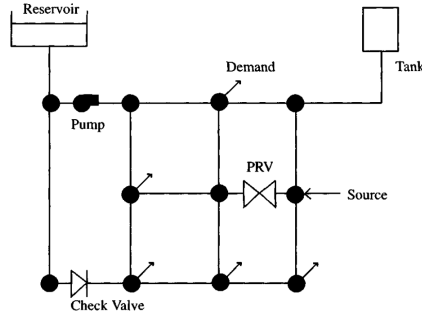 Reservoir
Demand
Tank
Pump
PRV
Source
Check Valve